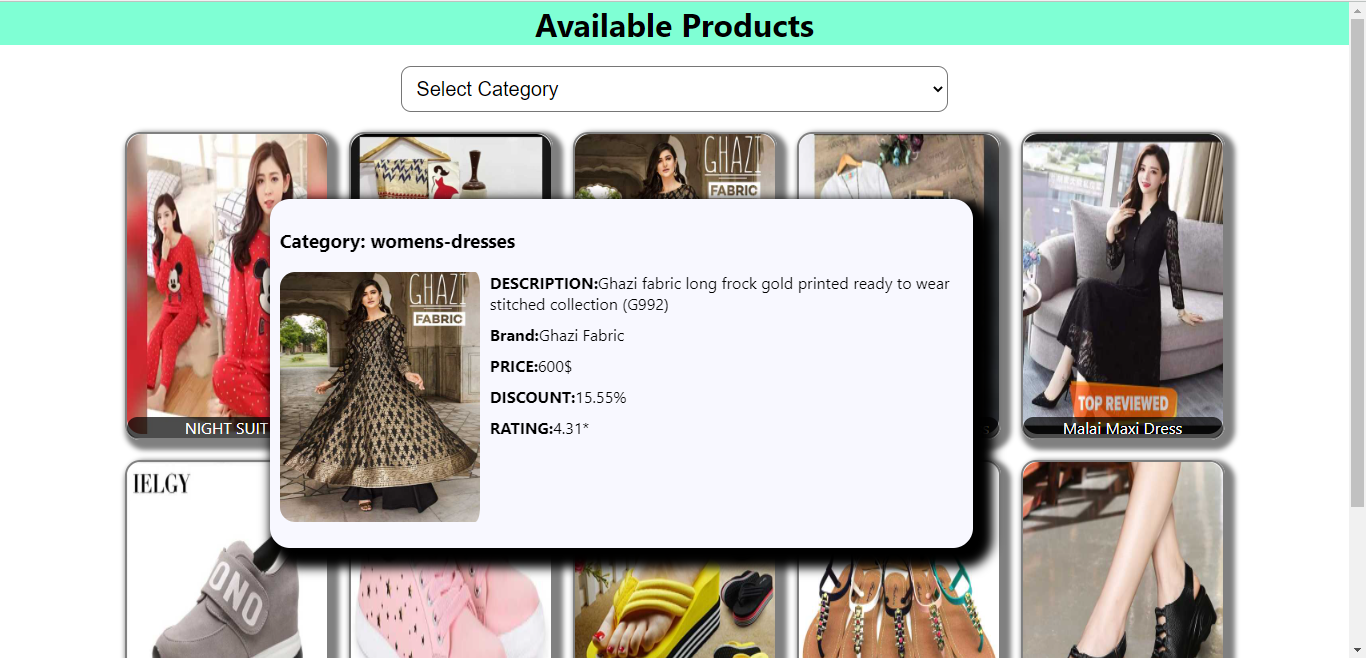 Available Products
Select Category
GHAZI
FABRIC
Category: womens-dresses
GHAZI
FABRIC
DESCRIPTION:Ghazi fabric long frock gold printed ready to wear
stitched collection (G992)
Brand:Ghazi Fabric
PRICE:600$
DISCOUNT:15.55%
RATING:4.31*
TOP REVIEWED
NIGHT SUIT
Malai Maxi Dress
IELGY
ONO